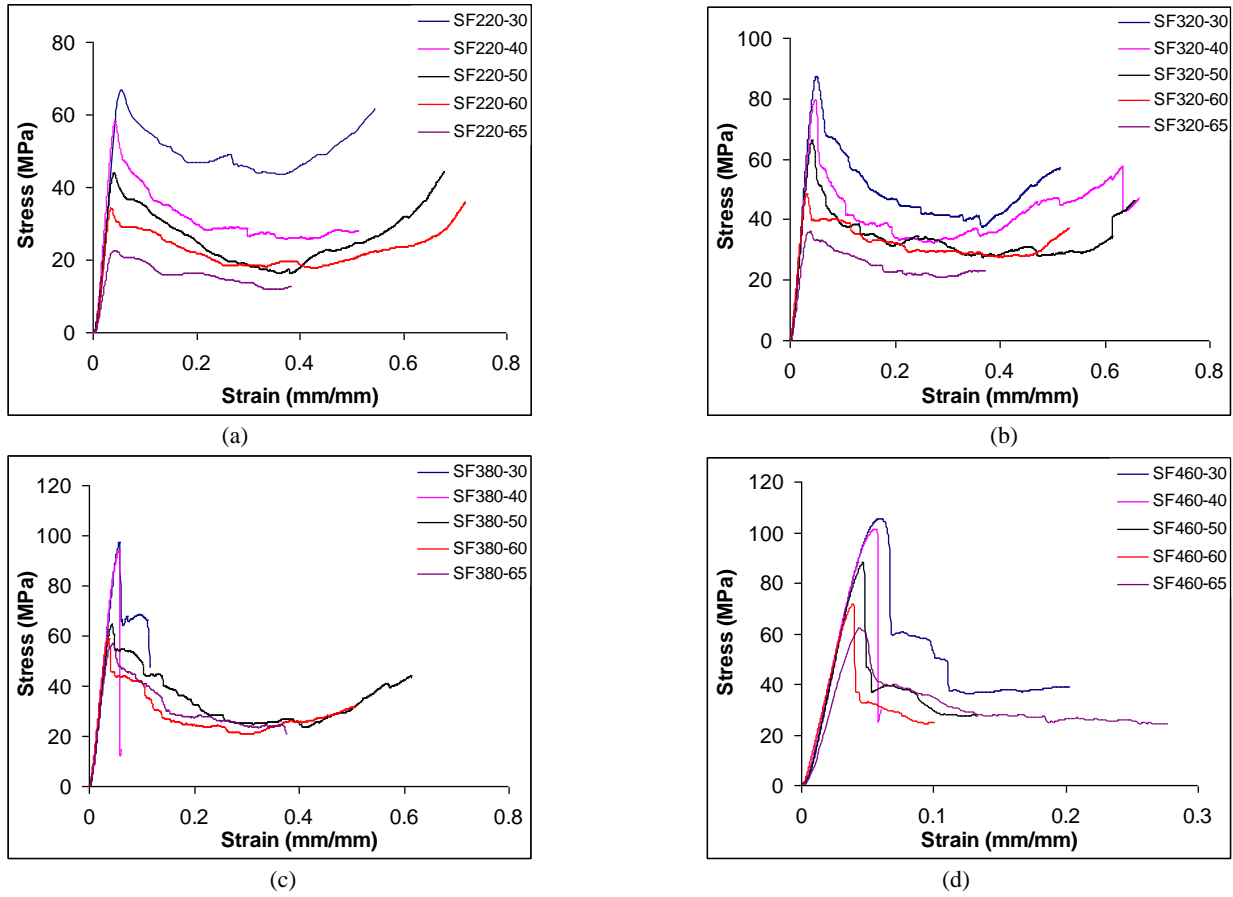 SF220-30
SF220-40
SF220-50
SF220-60
SF220-65
80
60
40
20
0
0 0.2 0.4 0.6 0.8
Stress (MPa)
Strain (mm/mm)
(a)
SF320-30
SF320-40
SF320-50
SF320-60
SF320-65
100
80
60
40
20
0
0 0.2 0.4 0.6 0.8
Stress (MPa)
Strain (mm/mm)
(b)
SF380-30
SF380-40
SF380-50
SF380-60
SF380-65
120
100
80
60
40
20
0
0 0.2 0.4 0.6 0.8
Stress (MPa)
Strain (mm/mm)
(c)
SF460-30
SF460-40
SF460-50
SF460-60
SF460-65
120
100
80
60
40
20
0
0 0.1 0.2 0.3
Stress (MPa)
Strain (mm/mm)
(d)